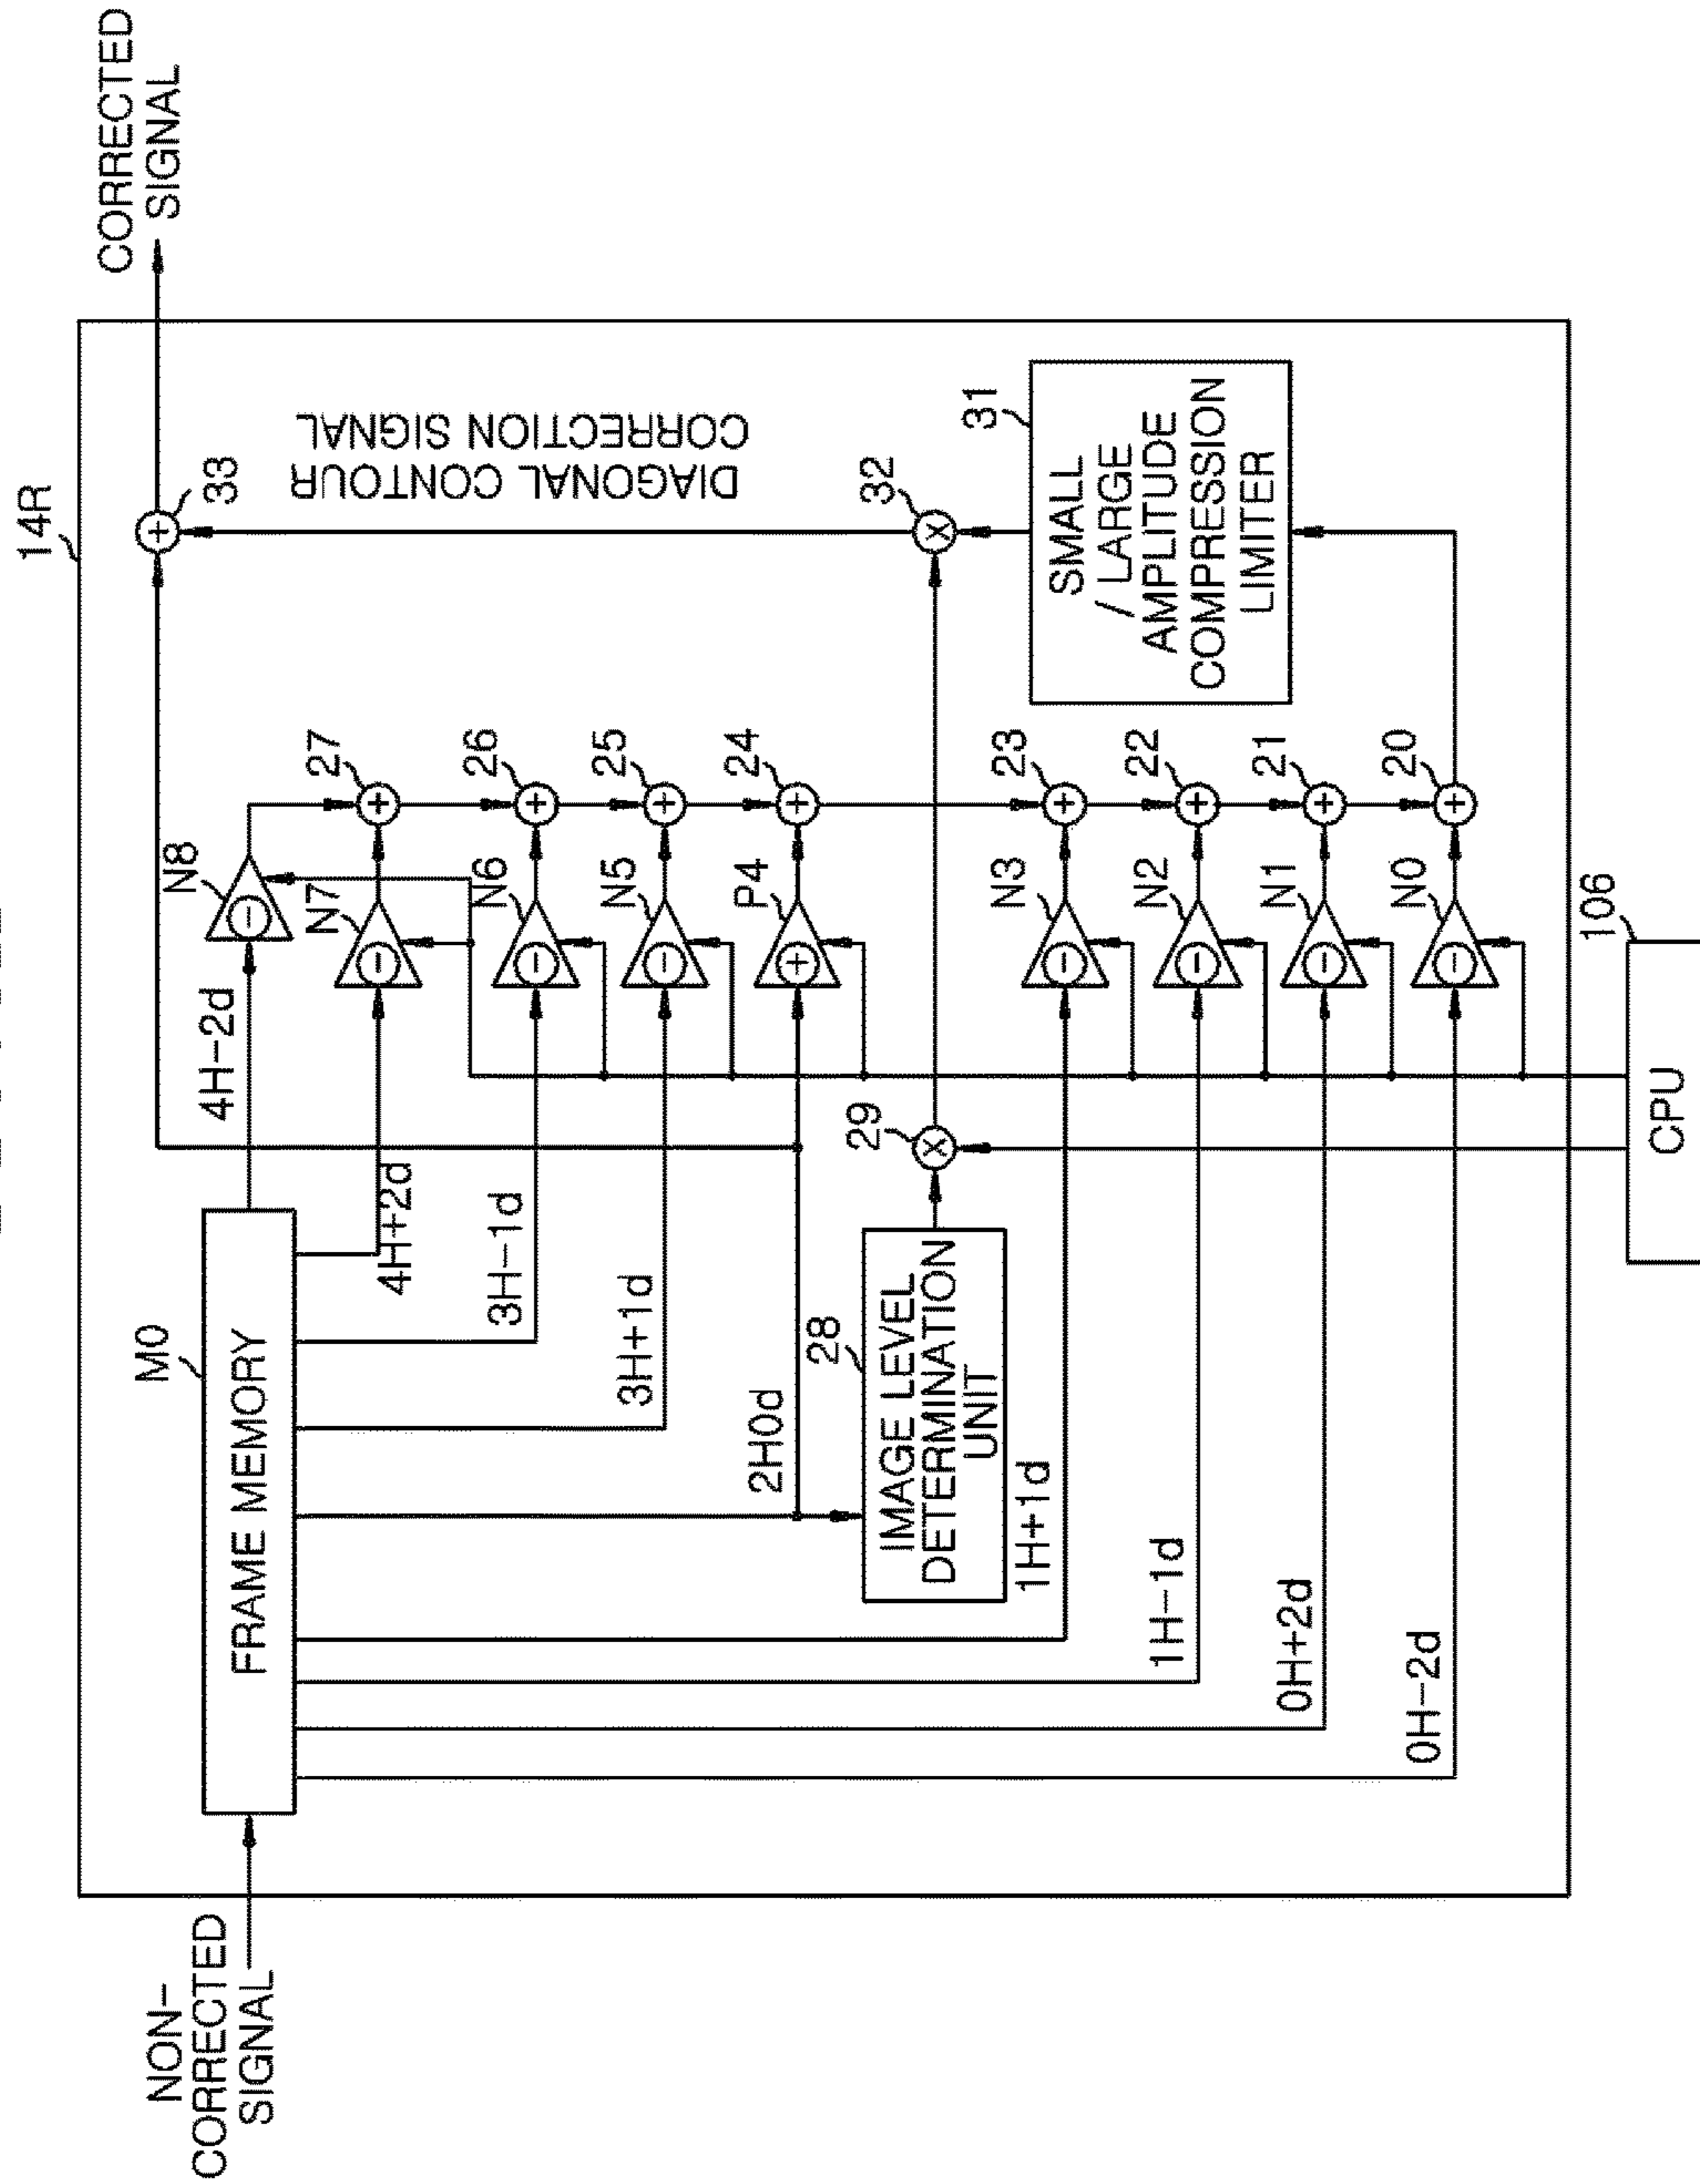 14R
NON-
CORRECTED
SIGNAL
M0
FRAME MEMORY
4H-2d
N8
4H+2d
N7
27
3H-1d
N6
26
3H+1d
N5
25
2H0d
P4
24
33
CORRECTED
SIGNAL
DIAGONAL CONTOUR
CORRECTION SIGNAL
28
IMAGE LEVEL
DETERMINATION
UNIT
29
32
1H+1d
N3
23
1H-1d
N2
22
0H+2d
N1
21
0H-2d
N0
20
31
SMALL
/ LARGE
AMPLITUDE
COMPRESSION
LIMITER
106
CPU